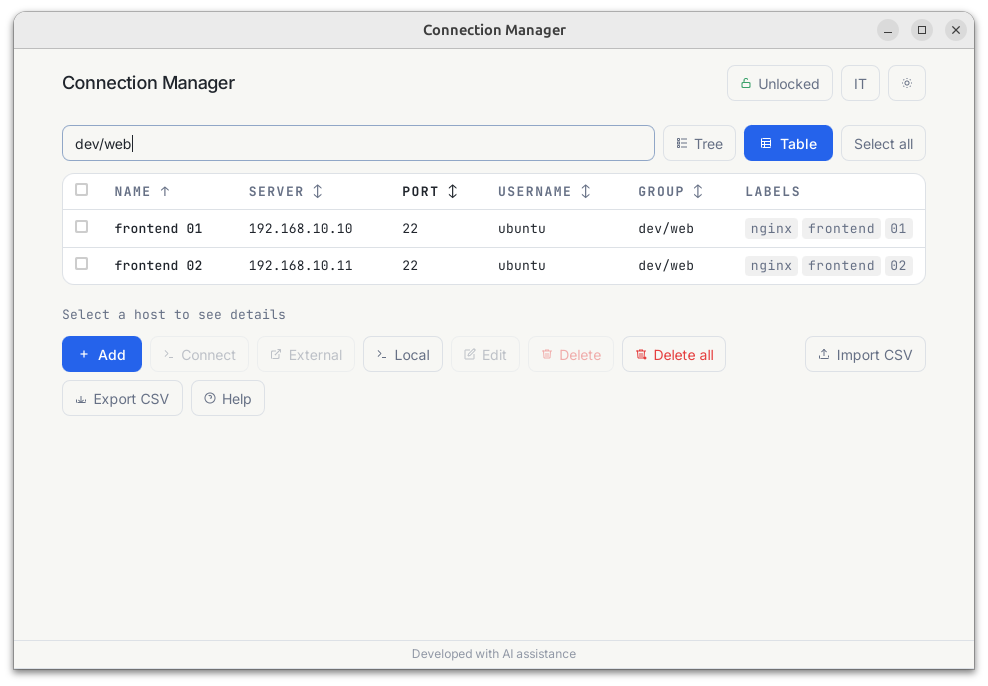 Connection Manager
Connection Manager Unlocked IT
dev/web Tree Table Select all
NAME ↑ SERVER ↕ PORT ↕ USERNAME ↕ GROUP ↕ LABELS
frontend 01 192.168.10.10 22 ubuntu dev/web nginx frontend 01
frontend 02 192.168.10.11 22 ubuntu dev/web nginx frontend 02
Select a host to see details
+ Add Connect External Local Edit Delete Delete all Import CSV
Export CSV Help
Developed with AI assistance